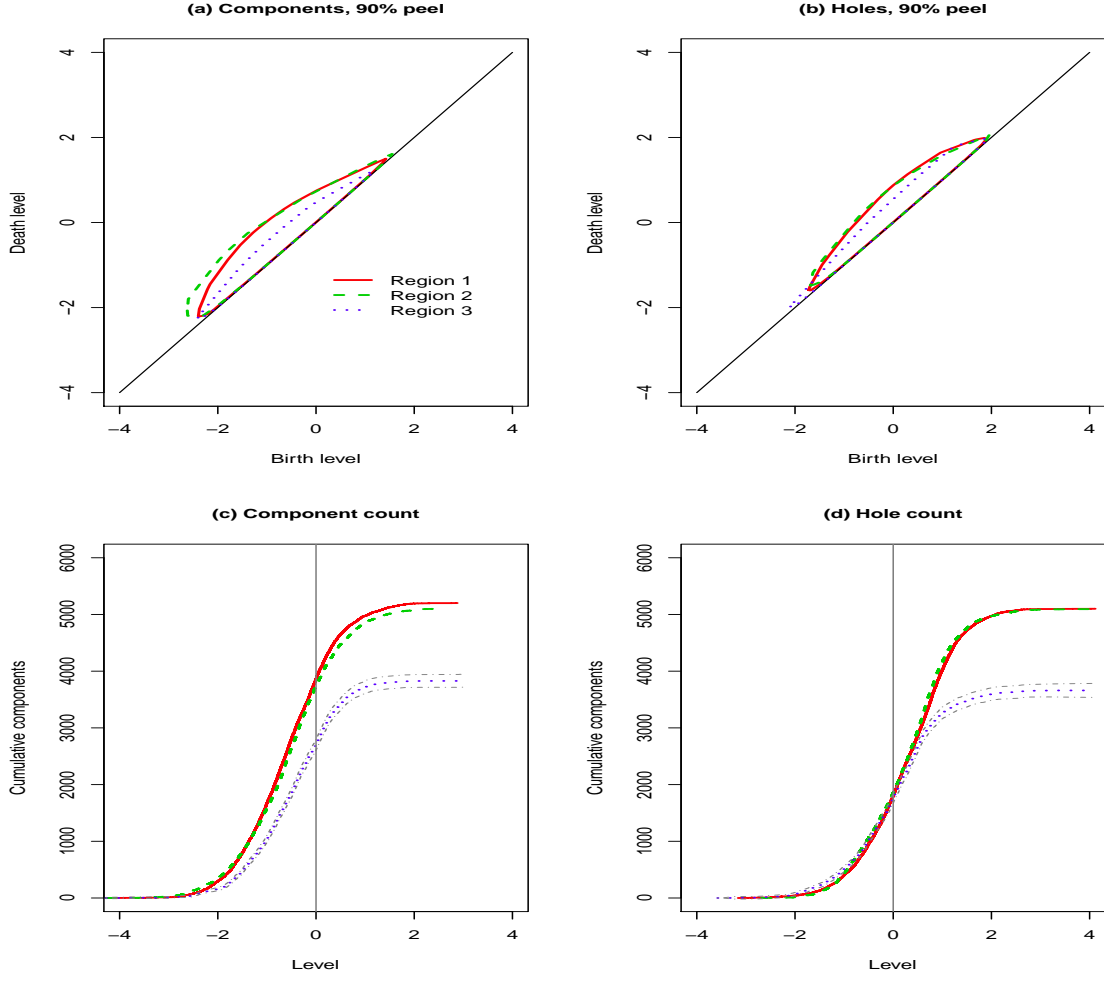 (a) Components, 90% peel
Death level
4
2
0
−2
−4
Region 1
Region 2
Region 3
−4 −2 0 2 4
Birth level
(b) Holes, 90% peel
Death level
4
2
0
−2
−4
−4 −2 0 2 4
Birth level
(c) Component count
Cumulative components
6000
5000
4000
3000
2000
1000
0
−4 −2 0 2 4
Level
(d) Hole count
Cumulative components
6000
5000
4000
3000
2000
1000
0
−4 −2 0 2 4
Level